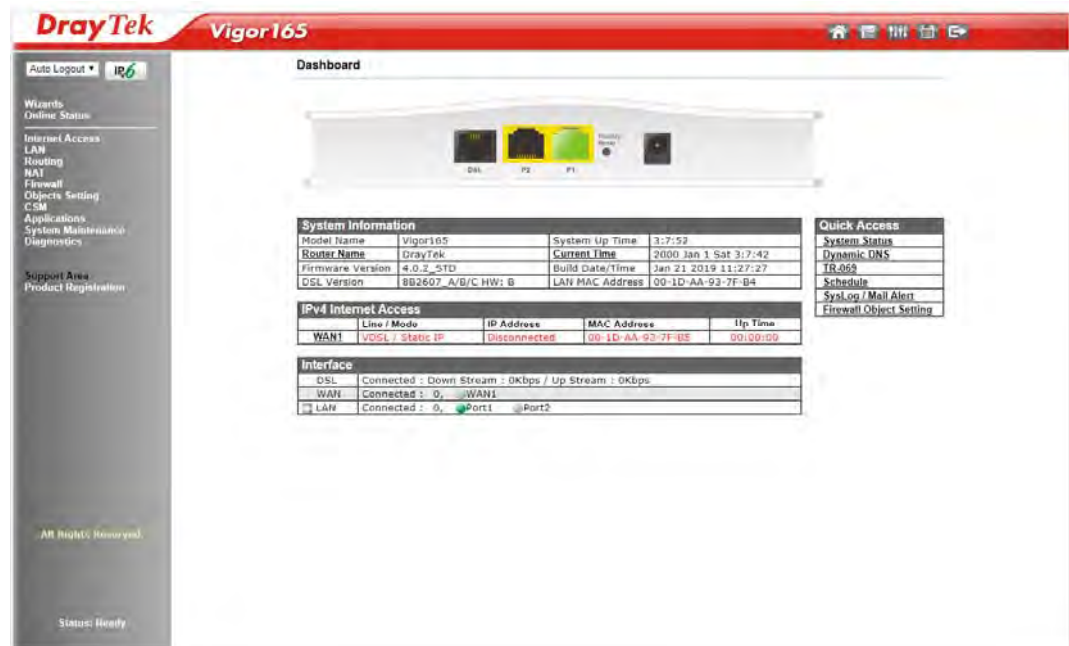 DrayTek Vigor165
Auto Logout IPv6
Dashboard
Wizards
Online Status
Internet Access
LAN
Routing
NAT
Firewall
Objects Setting
CSM
Applications
System Maintenance
Diagnostics
Support Area
Product Registration
All Rights Reserved.
Status: Ready
Factory Reset
DSL P2 P1
System Information
Model Name Vigor165 System Up Time 3:7:52
Router Name DrayTek Current Time 2000 Jan 1 Sat 3:7:42
Firmware Version 4.0.2_STD Build Date/Time Jan 21 2019 11:27:27
DSL Version 8B2607_A/B/C HW: B LAN MAC Address 00-1D-AA-93-7F-B4
IPv4 Internet Access
Line / Mode IP Address MAC Address Up Time
WAN1 VDSL / Static IP Disconnected 00-1D-AA-93-7F-B5 00:00:00
Interface
DSL Connected : Down Stream : 0Kbps / Up Stream : 0Kbps
WAN Connected : 0, WAN1
LAN Connected : 0, Port1 Port2
Quick Access
System Status
Dynamic DNS
TR-069
Schedule
SysLog / Mail Alert
Firewall Object Setting